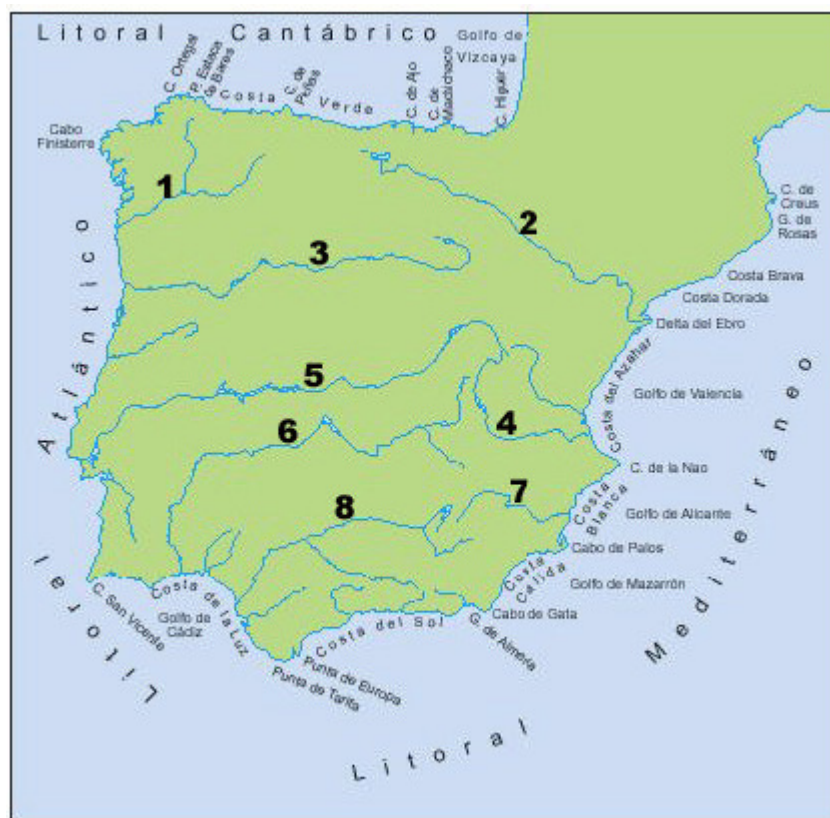 Litoral Cantábrico
Golfo de
Vizcaya
C. Ortegal
P. Estaca
de Bares
C. de
Peñas
C. de Ajo
C. de
Machichaco
C. Higuer
Costa Verde
Cabo
Finisterre
1
2
3
C. de
Creus
G. de
Rosas
Costa Brava
Costa Dorada
Delta del Ebro
Litoral Atlántico
Costa del Azahar
Golfo de Valencia
5
6
4
C. de la Nao
7
Costa
Blanca
Golfo de Alicante
8
Cabo de Palos
Costa
Cálida
Golfo de Mazarrón
C. San Vicente
Costa de la Luz
Golfo de
Cádiz
Costa del Sol
Cabo de Gata
G. de Almería
Punta de Europa
Punta de Tarifa
Litoral Mediterráneo